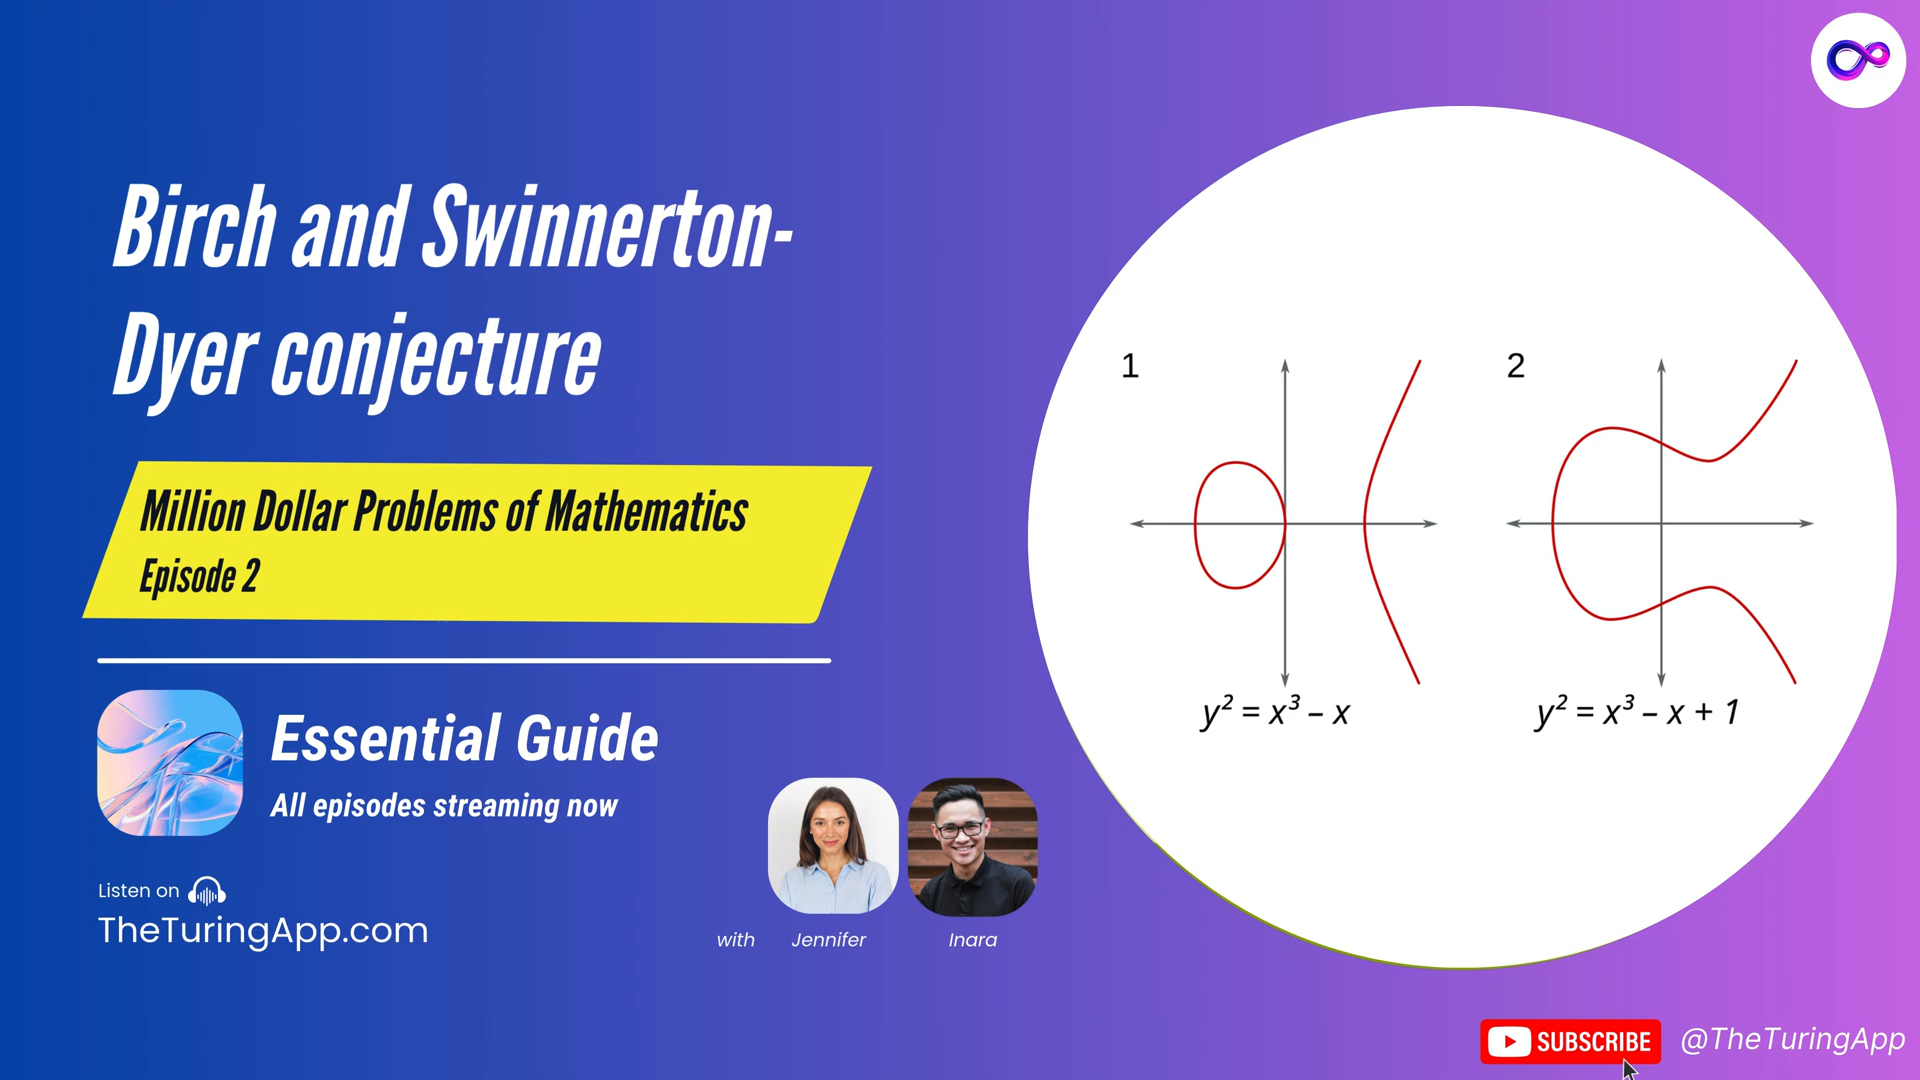 Birch and Swinnerton-
Dyer conjecture
Million Dollar Problems of Mathematics
Episode 2
Essential Guide
All episodes streaming now
Listen on
TheTuringApp.com
with Jennifer Inara
1 2
y² = x³ – x
y² = x³ – x + 1
SUBSCRIBE @TheTuringApp